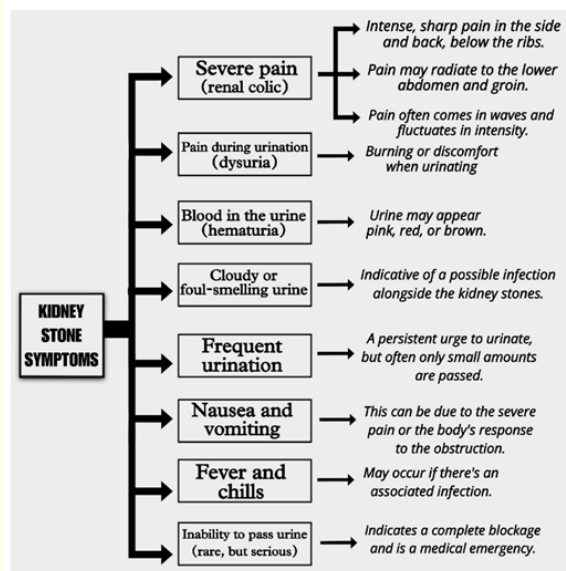 KIDNEY
STONE
SYMPTOMS
Severe pain
(renal colic)
Intense, sharp pain in the side
and back, below the ribs.
Pain may radiate to the lower
abdomen and groin.
Pain often comes in waves and
fluctuates in intensity.
Pain during urination
(dysuria)
Burning or discomfort
when urinating
Blood in the urine
(hematuria)
Urine may appear
pink, red, or brown.
Cloudy or
foul-smelling urine
Indicative of a possible infection
alongside the kidney stones.
Frequent
urination
A persistent urge to urinate,
but often only small amounts
are passed.
Nausea and
vomiting
This can be due to the severe
pain or the body's response
to the obstruction.
Fever and
chills
May occur if there's an
associated infection.
Inability to pass urine
(rare, but serious)
Indicates a complete blockage
and is a medical emergency.